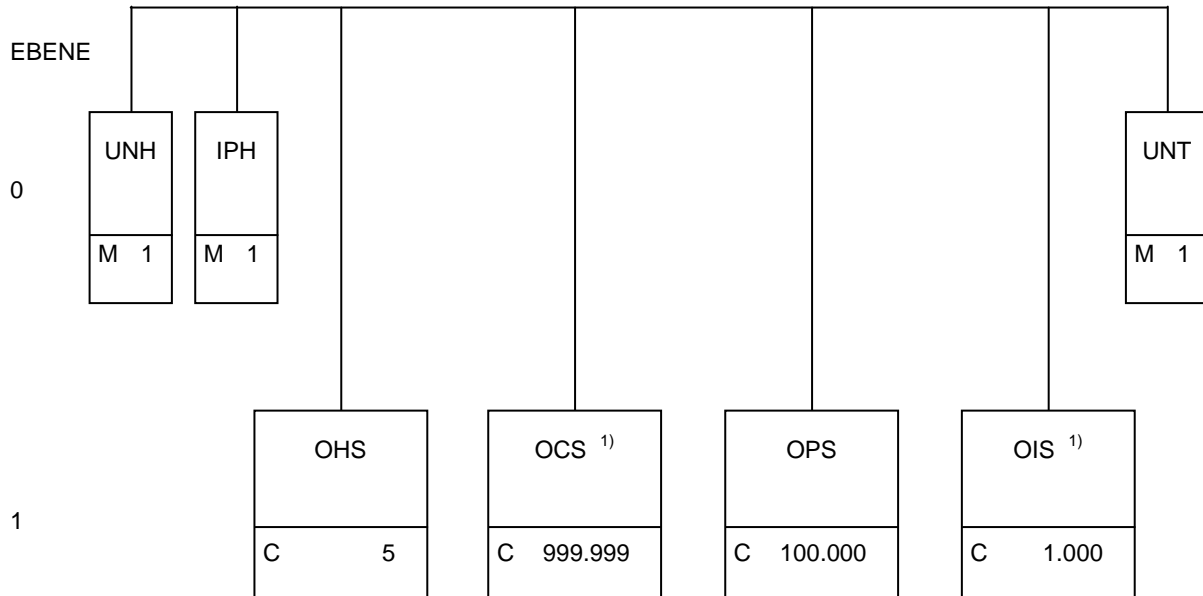 EBENE
UNH IPH UNT
0
M 1 M 1 M 1
OHS OCS 1) OPS OIS 1)
1
C 5 C 999.999 C 100.000 C 1.000